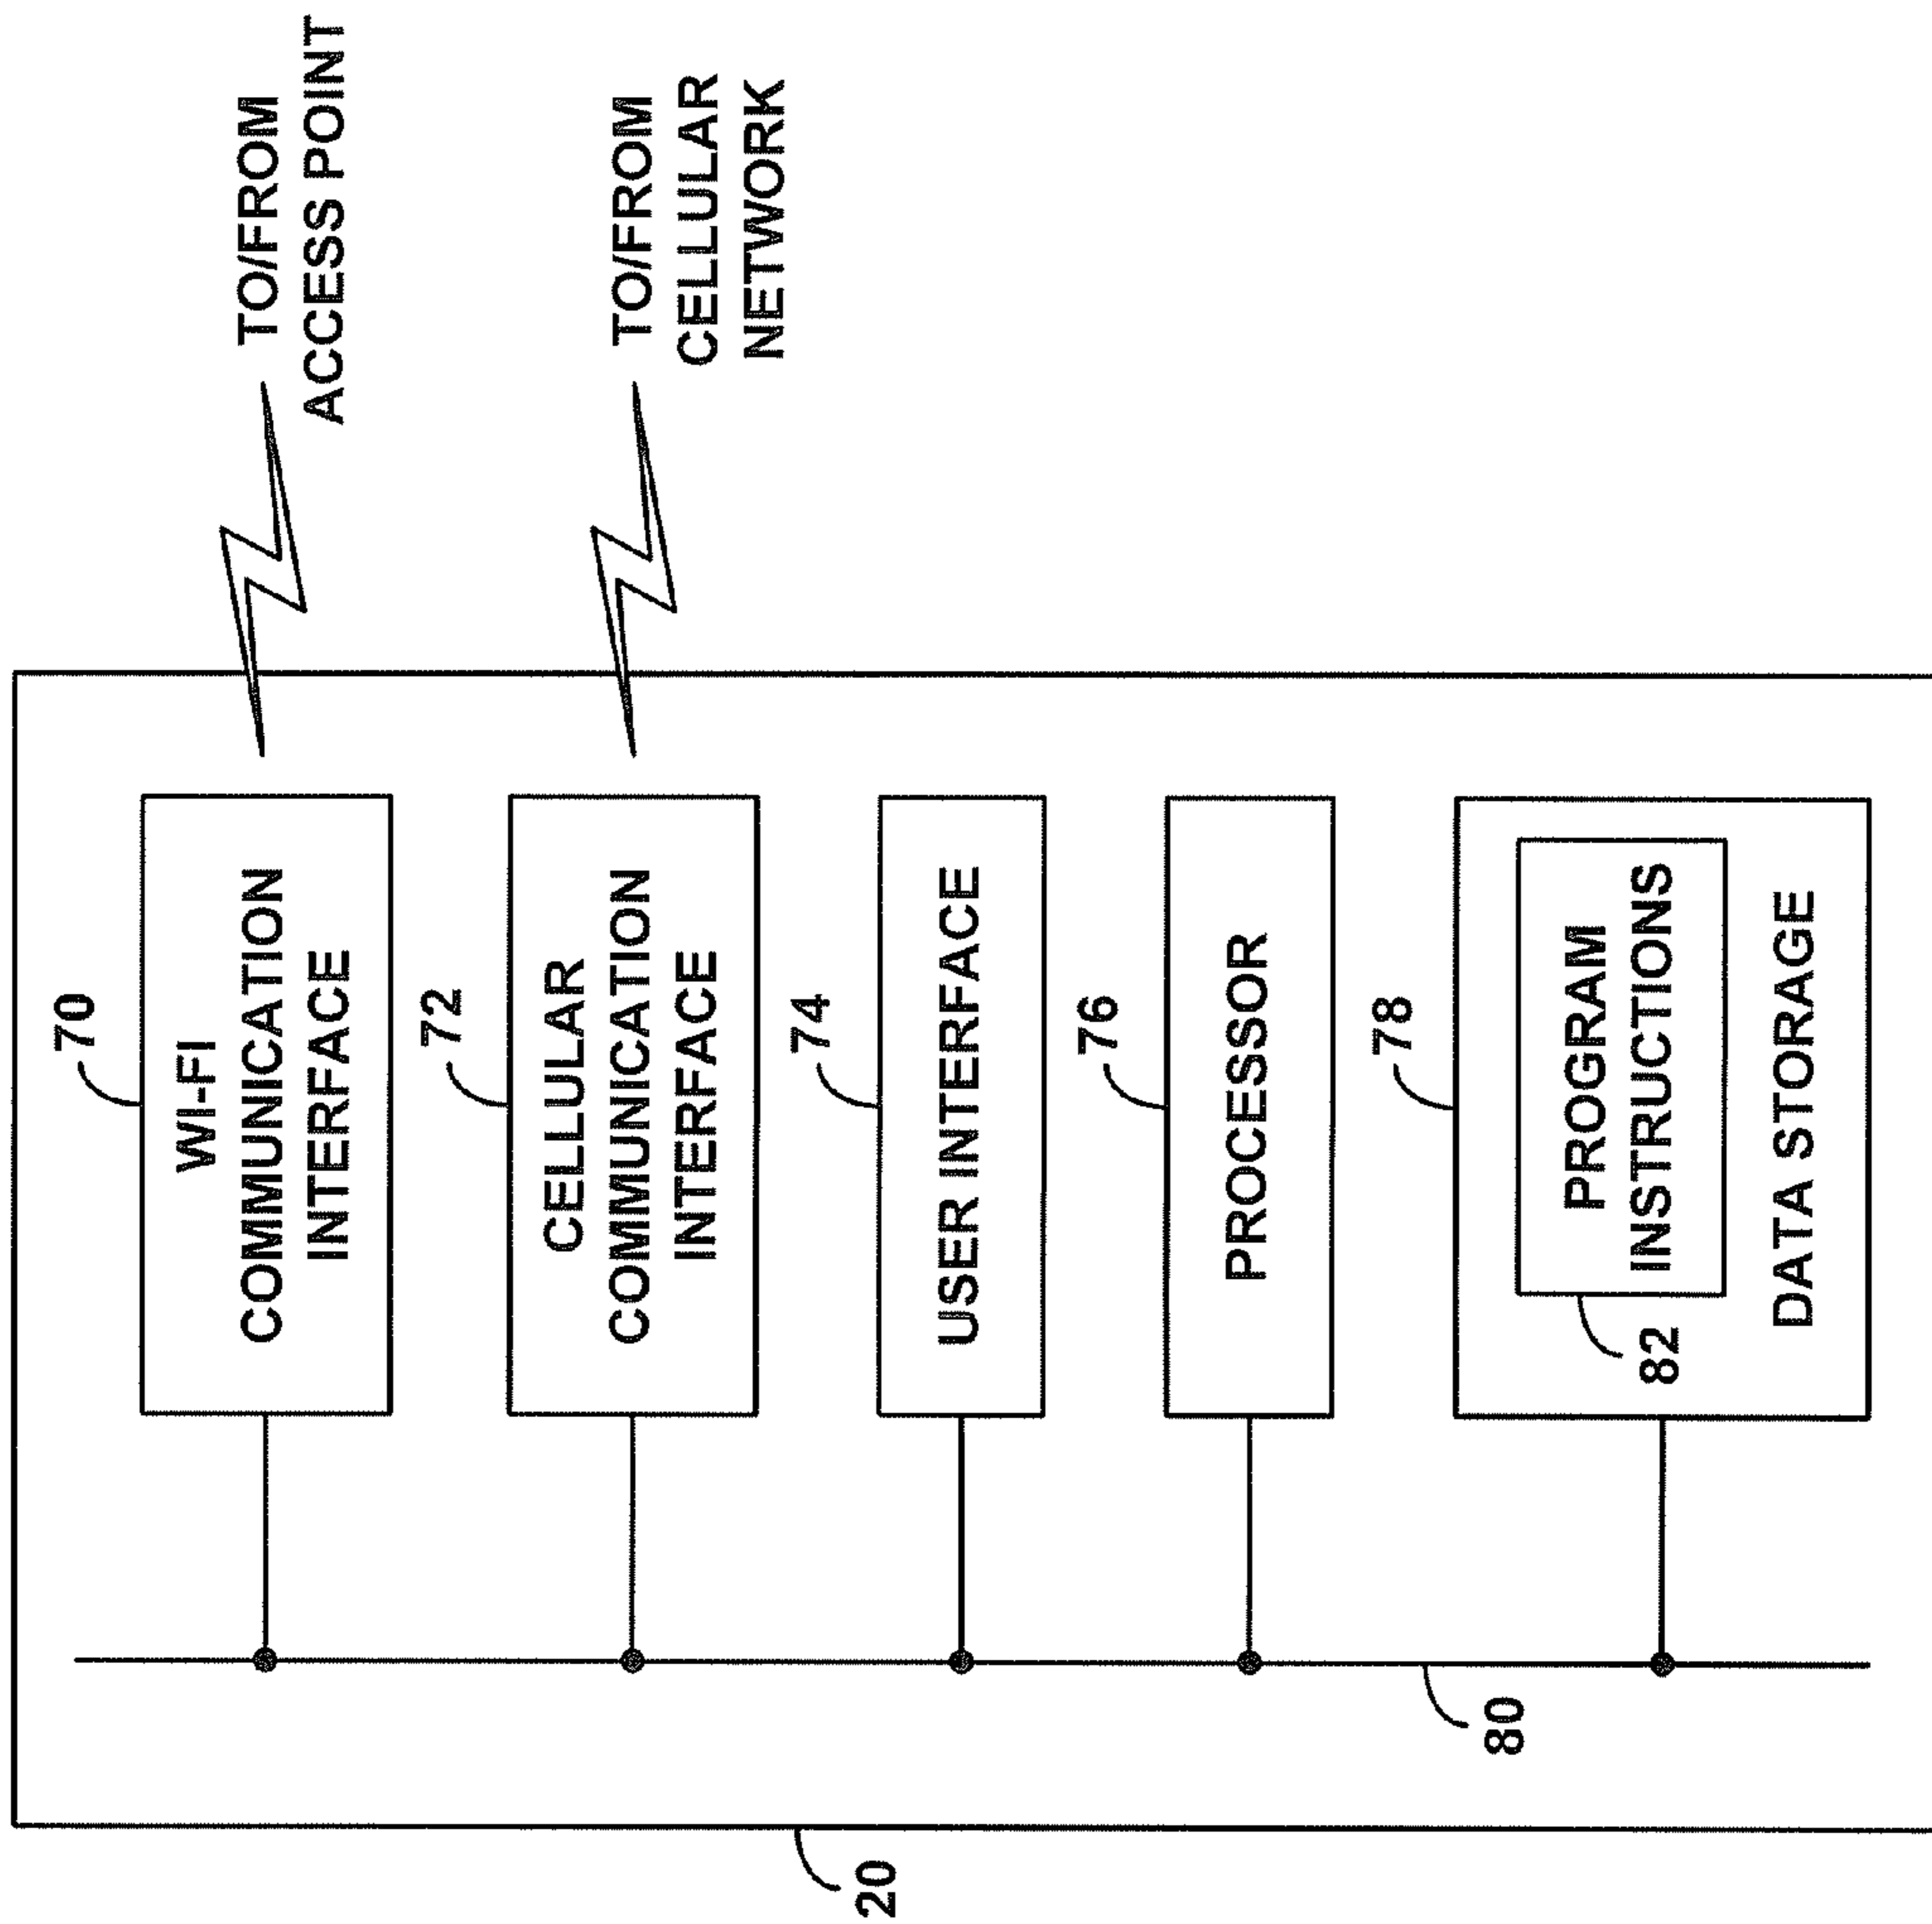 70
WI-FI
COMMUNICATION
INTERFACE
TO/FROM
ACCESS POINT
72
CELLULAR
COMMUNICATION
INTERFACE
TO/FROM
CELLULAR
NETWORK
74
USER INTERFACE
76
PROCESSOR
78
PROGRAM
INSTRUCTIONS
82
DATA STORAGE
80
20